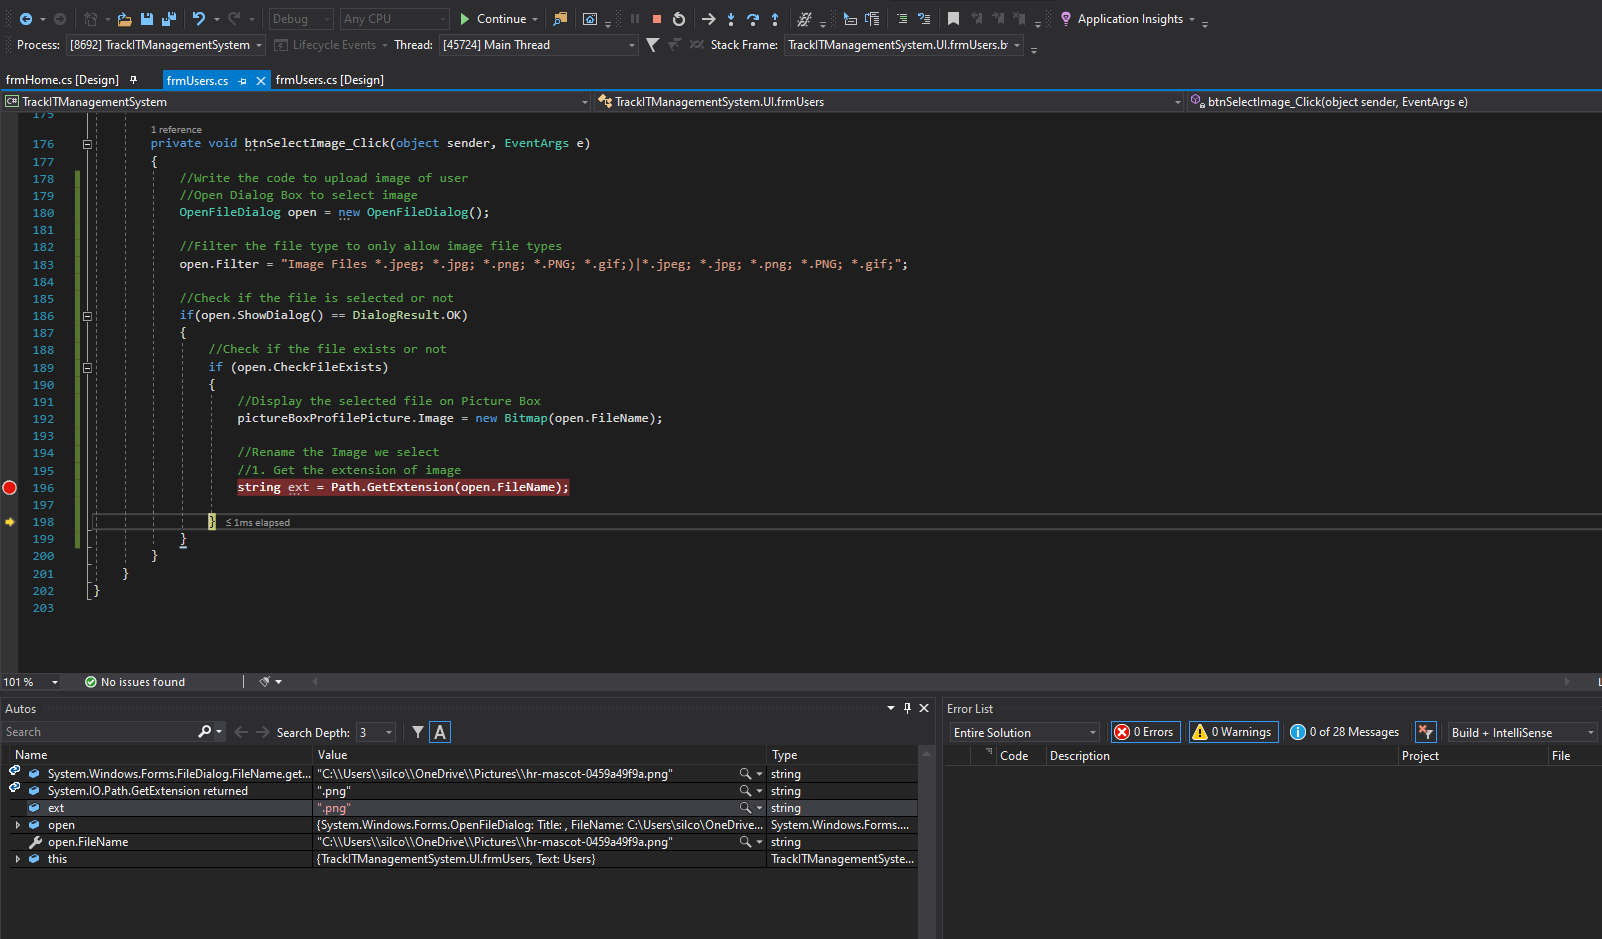 Debug Any CPU Continue Application Insights
Process: [8692] TrackITManagementSystem Lifecycle Events Thread: [45724] Main Thread Stack Frame: TrackITManagementSystem.UI.frmUsers.b
frmHome.cs [Design] frmUsers.cs frmUsers.cs [Design]
C# TrackITManagementSystem TrackITManagementSystem.UI.frmUsers btnSelectImage_Click(object sender, EventArgs e)
175
1 reference
176 private void btnSelectImage_Click(object sender, EventArgs e)
177 {
178 //Write the code to upload image of user
179 //Open Dialog Box to select image
180 OpenFileDialog open = new OpenFileDialog();
181
182 //Filter the file type to only allow image file types
183 open.Filter = "Image Files *.jpeg; *.jpg; *.png; *.PNG; *.gif;)|*.jpeg; *.jpg; *.png; *.PNG; *.gif;";
184
185 //Check if the file is selected or not
186 if(open.ShowDialog() == DialogResult.OK)
187 {
188 //Check if the file exists or not
189 if (open.CheckFileExists)
190 {
191 //Display the selected file on Picture Box
192 pictureBoxProfilePicture.Image = new Bitmap(open.FileName);
193
194 //Rename the Image we select
195 //1. Get the extension of image
196 string ext = Path.GetExtension(open.FileName);
197
198 } ≤ 1ms elapsed
199 }
200 }
201 }
202 }
203
101 % No issues found
Autos
Search Search Depth: 3 A
Name Value Type
System.Windows.Forms.FileDialog.FileName.get... "C:\\Users\\silco\\OneDrive\\Pictures\\hr-mascot-0459a49f9a.png" string
System.IO.Path.GetExtension returned ".png" string
ext ".png" string
open {System.Windows.Forms.OpenFileDialog: Title: , FileName: C:\Users\silco\OneDrive... System.Windows.Forms....
open.FileName "C:\\Users\\silco\\OneDrive\\Pictures\\hr-mascot-0459a49f9a.png" string
this {TrackITManagementSystem.UI.frmUsers, Text: Users} TrackITManagementSyste...
Error List
Entire Solution 0 Errors 0 Warnings 0 of 28 Messages Build + IntelliSense
Code Description Project File